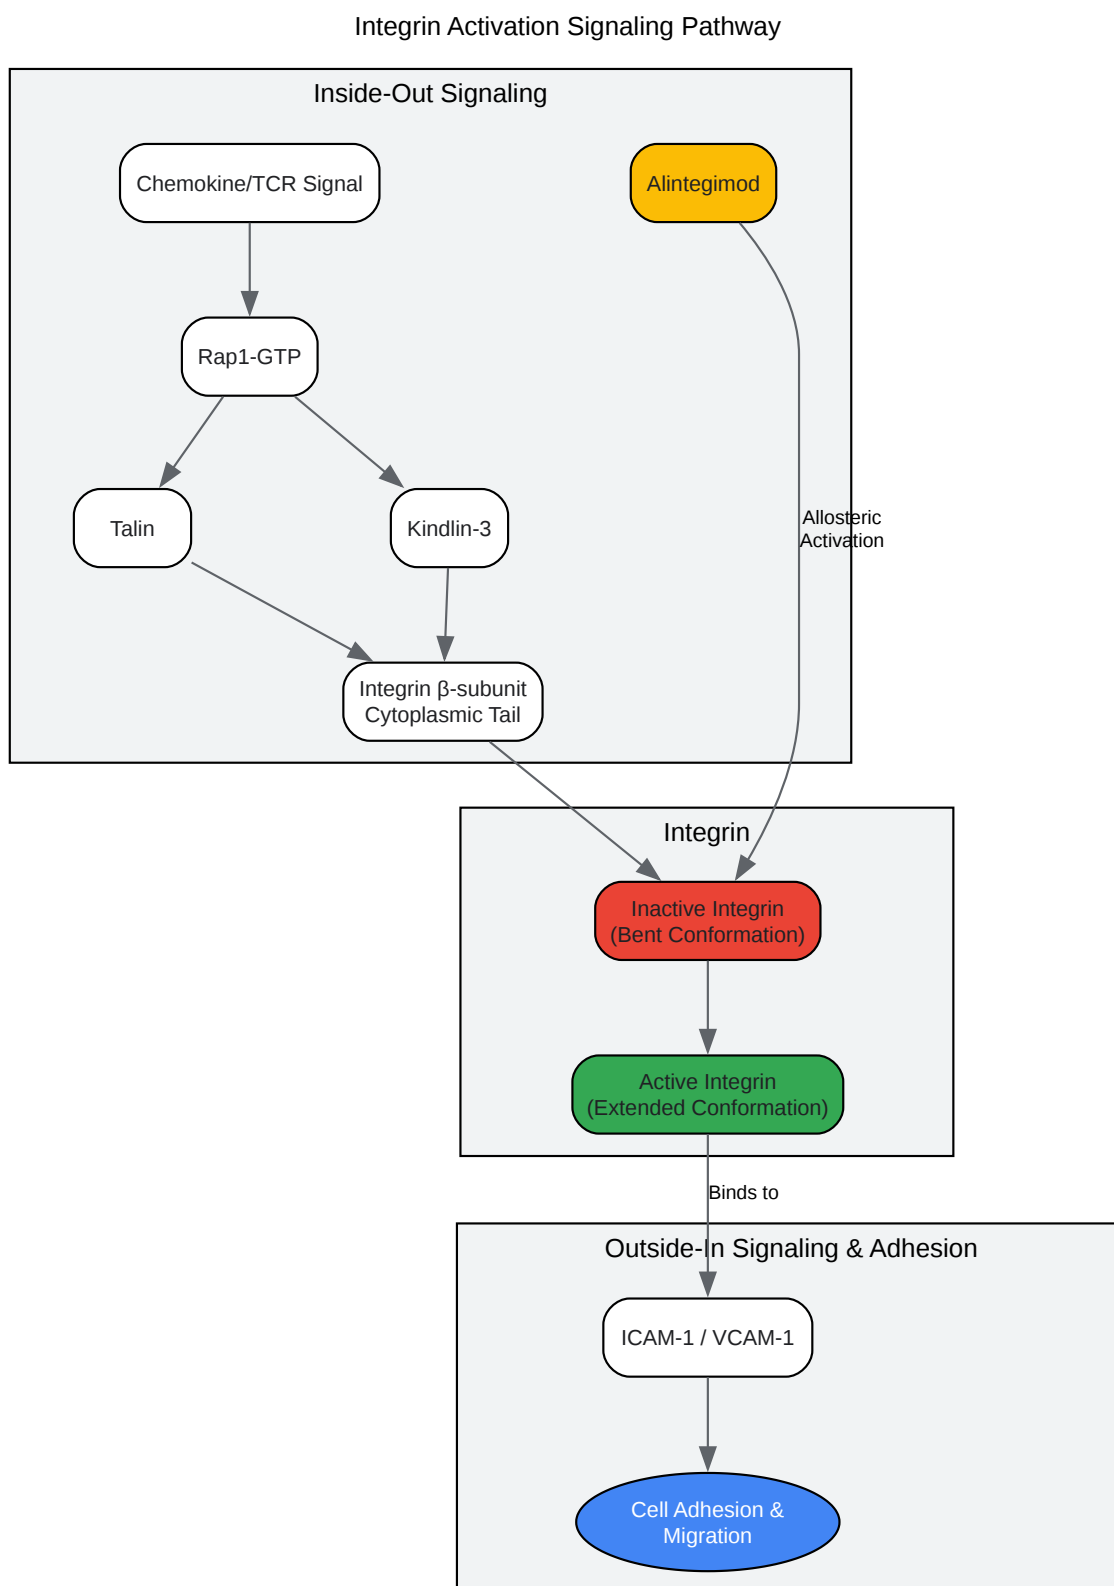 Integrin Activation Signaling Pathway
Inside-Out Signaling
Chemokine/TCR Signal
Alintegimod
Rap1-GTP
Talin
Kindlin-3
Allosteric
Activation
Integrin β-subunit
Cytoplasmic Tail
Integrin
Inactive Integrin
(Bent Conformation)
Active Integrin
(Extended Conformation)
Binds to
Outside-In Signaling & Adhesion
ICAM-1 / VCAM-1
Cell Adhesion &
Migration